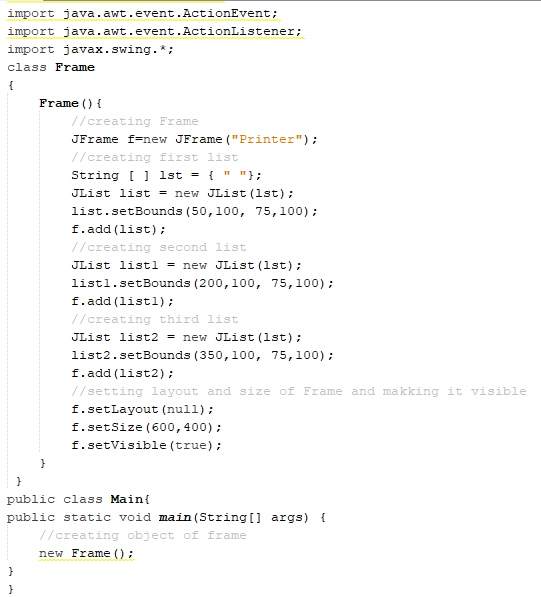 import java.awt.event.ActionEvent;
import java.awt.event.ActionListener;
import javax.swing.*;
class Frame
{
    Frame(){
        //creating Frame
        JFrame f=new JFrame("Printer");
        //creating first list
        String [ ] lst = { " "};
        JList list = new JList(lst);
        list.setBounds(50,100, 75,100);
        f.add(list);
        //creating second list
        JList list1 = new JList(lst);
        list1.setBounds(200,100, 75,100);
        f.add(list1);
        //creating third list
        JList list2 = new JList(lst);
        list2.setBounds(350,100, 75,100);
        f.add(list2);
        //setting layout and size of Frame and makking it visible
        f.setLayout(null);
        f.setSize(600,400);
        f.setVisible(true);
    }
 }
public class Main{
public static void main(String[] args) {
    //creating object of frame
    new Frame();
}
}